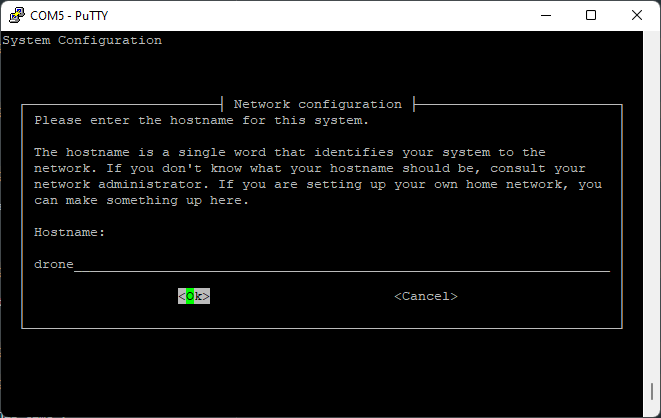 COM5 - PuTTY
System Configuration
Network configuration
Please enter the hostname for this system.
The hostname is a single word that identifies your system to the
network. If you don't know what your hostname should be, consult your
network administrator. If you are setting up your own home network, you
can make something up here.
Hostname:
drone
<Ok> <Cancel>